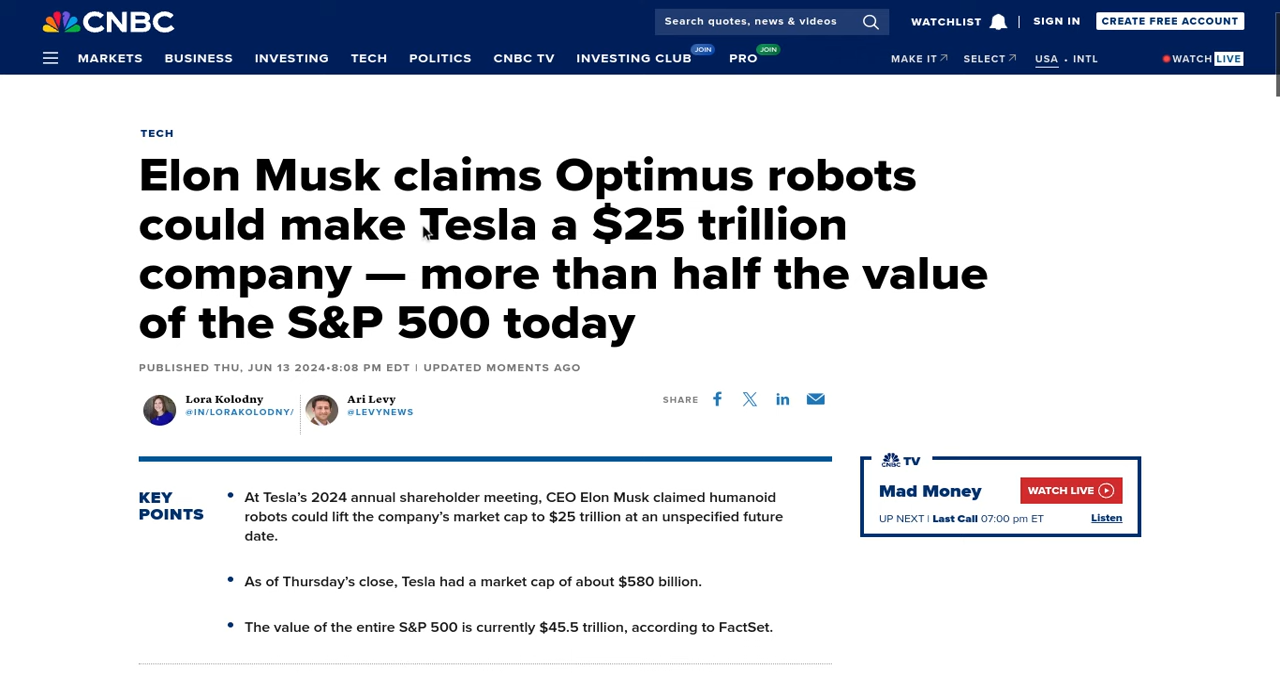 CNBC
Search quotes, news & videos
WATCHLIST
SIGN IN
CREATE FREE ACCOUNT
MARKETS BUSINESS INVESTING TECH POLITICS CNBC TV INVESTING CLUB JOIN PRO JOIN
MAKE IT SELECT USA • INTL WATCH LIVE
TECH
Elon Musk claims Optimus robots
could make Tesla a $25 trillion
company — more than half the value
of the S&P 500 today
PUBLISHED THU, JUN 13 2024•8:08 PM EDT | UPDATED MOMENTS AGO
Lora Kolodny
@IN/LORAKOLODNY/
Ari Levy
@LEVYNEWS
SHARE
KEY
POINTS
• At Tesla's 2024 annual shareholder meeting, CEO Elon Musk claimed humanoid
robots could lift the company's market cap to $25 trillion at an unspecified future
date.
• As of Thursday's close, Tesla had a market cap of about $580 billion.
• The value of the entire S&P 500 is currently $45.5 trillion, according to FactSet.
CNBC TV
Mad Money
WATCH LIVE
UP NEXT | Last Call 07:00 pm ET
Listen